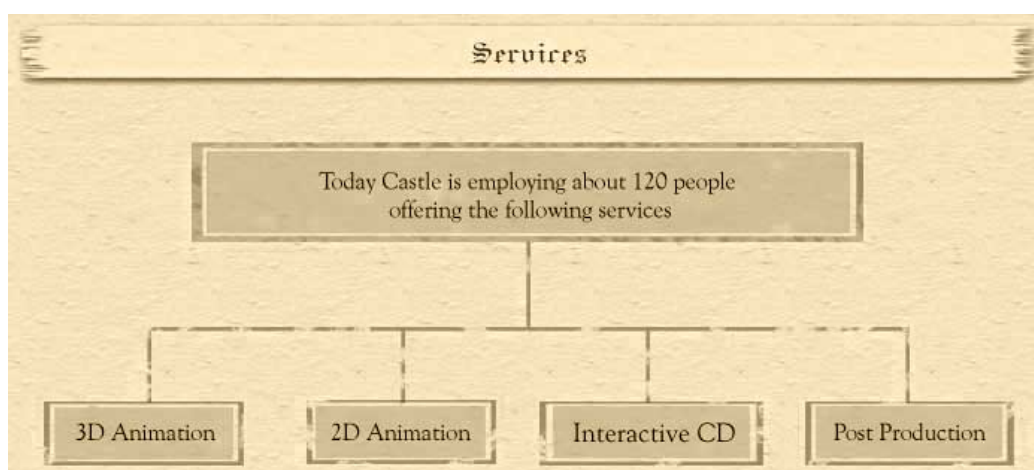 Services
Today Castle is employing about 120 people
offering the following services
3D Animation
2D Animation
Interactive CD
Post Production